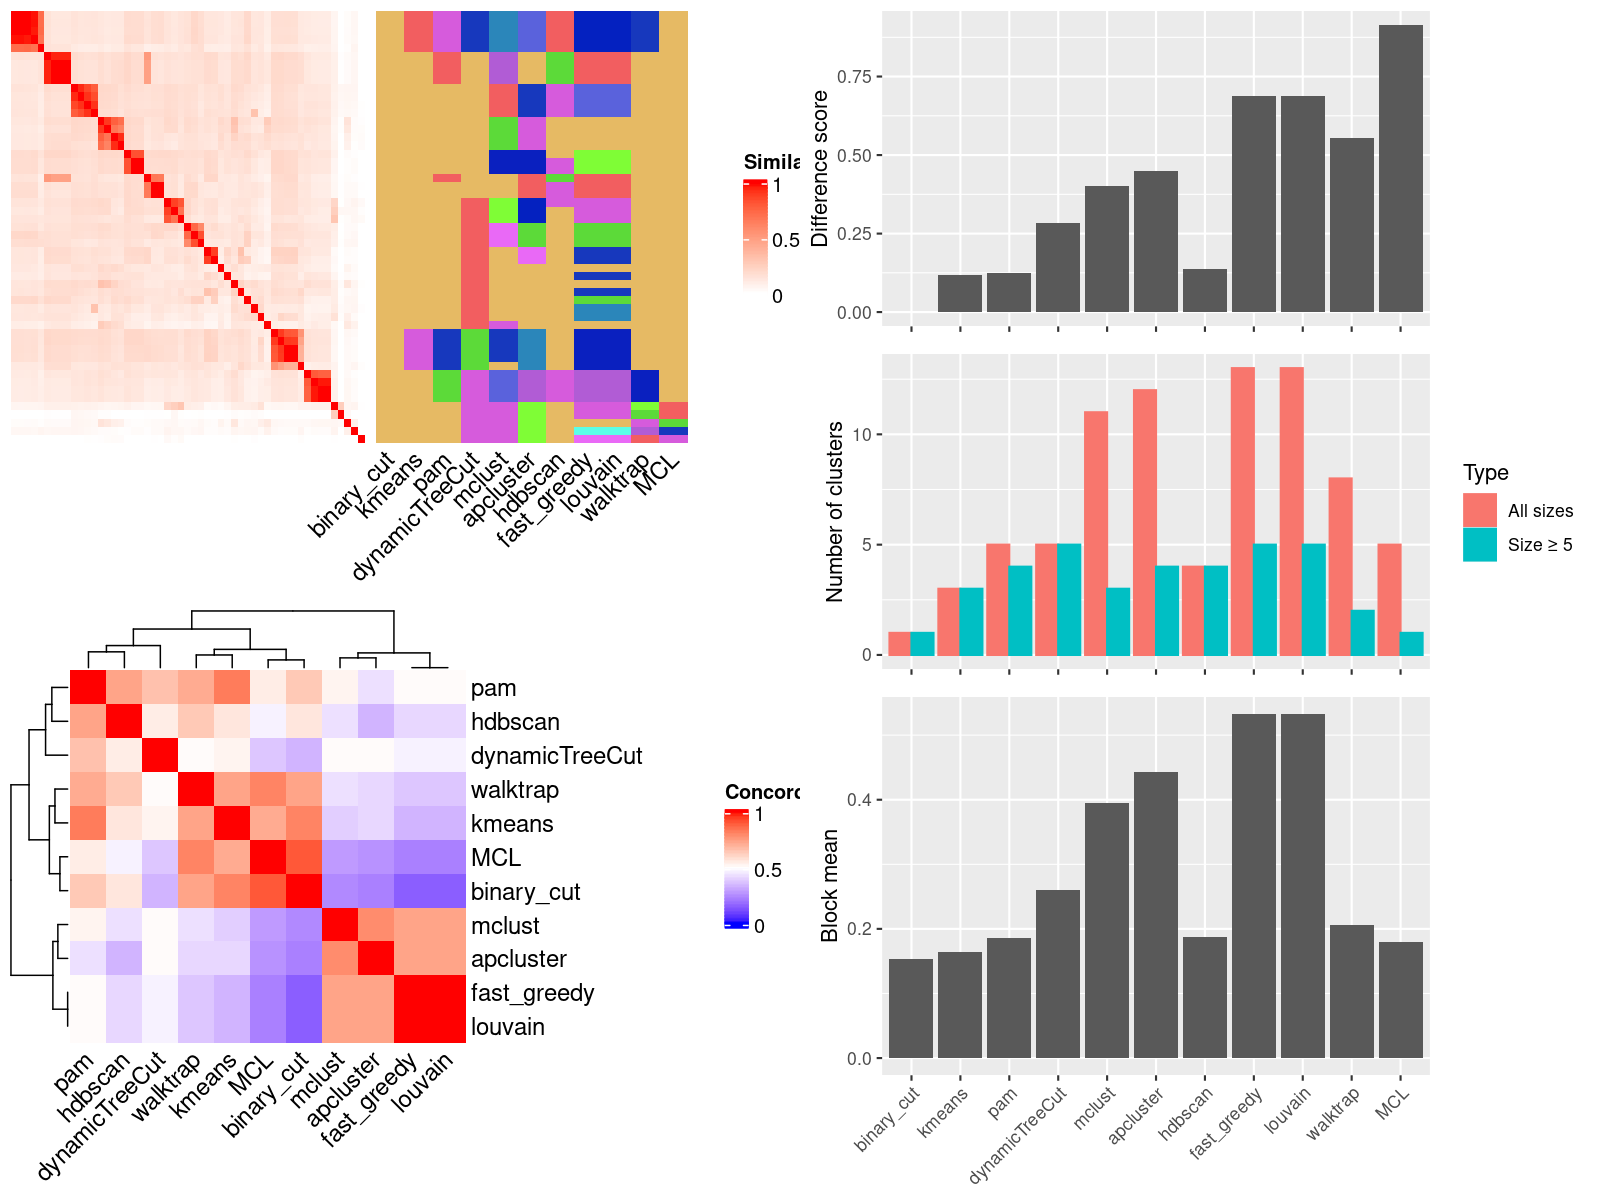 Simila
1
0.5
0
binary_cut
kmeans
pam
dynamicTreeCut
mclust
apcluster
hdbscan
fast_greedy
louvain
walktrap
MCL
pam
hdbscan
dynamicTreeCut
walktrap
kmeans
MCL
binary_cut
mclust
apcluster
fast_greedy
louvain
pam
hdbscan
dynamicTreeCut
walktrap
kmeans
MCL
binary_cut
mclust
apcluster
fast_greedy
louvain
Concord
1
0.5
0
Difference score
0.75
0.50
0.25
0.00
Number of clusters
10
5
0
Type
All sizes
Size ≥ 5
Block mean
0.4
0.2
0.0
binary_cut
kmeans
pam
dynamicTreeCut
mclust
apcluster
hdbscan
fast_greedy
louvain
walktrap
MCL